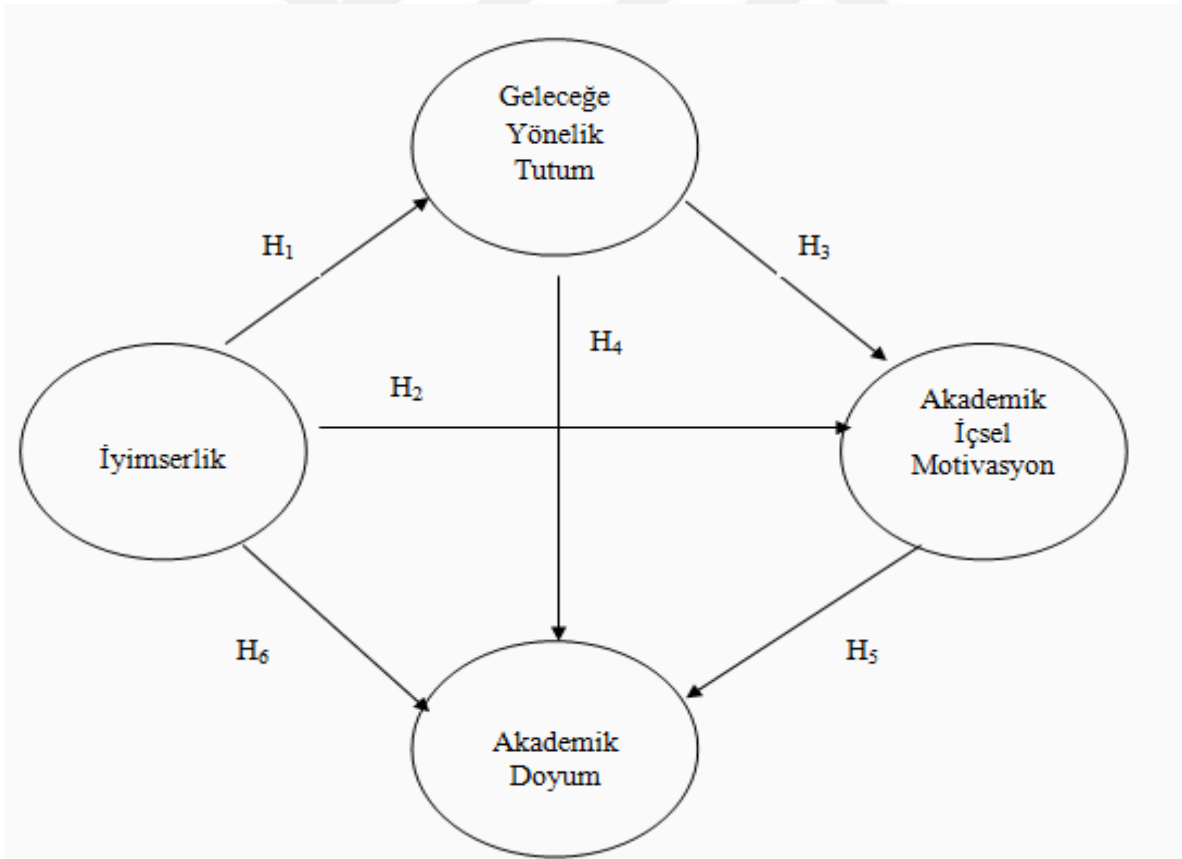 Geleceğe
Yönelik
Tutum
H₁
H₃
H₄
H₂
Akademik
İçsel
Motivasyon
İyimserlik
H₆
H₅
Akademik
Doyum